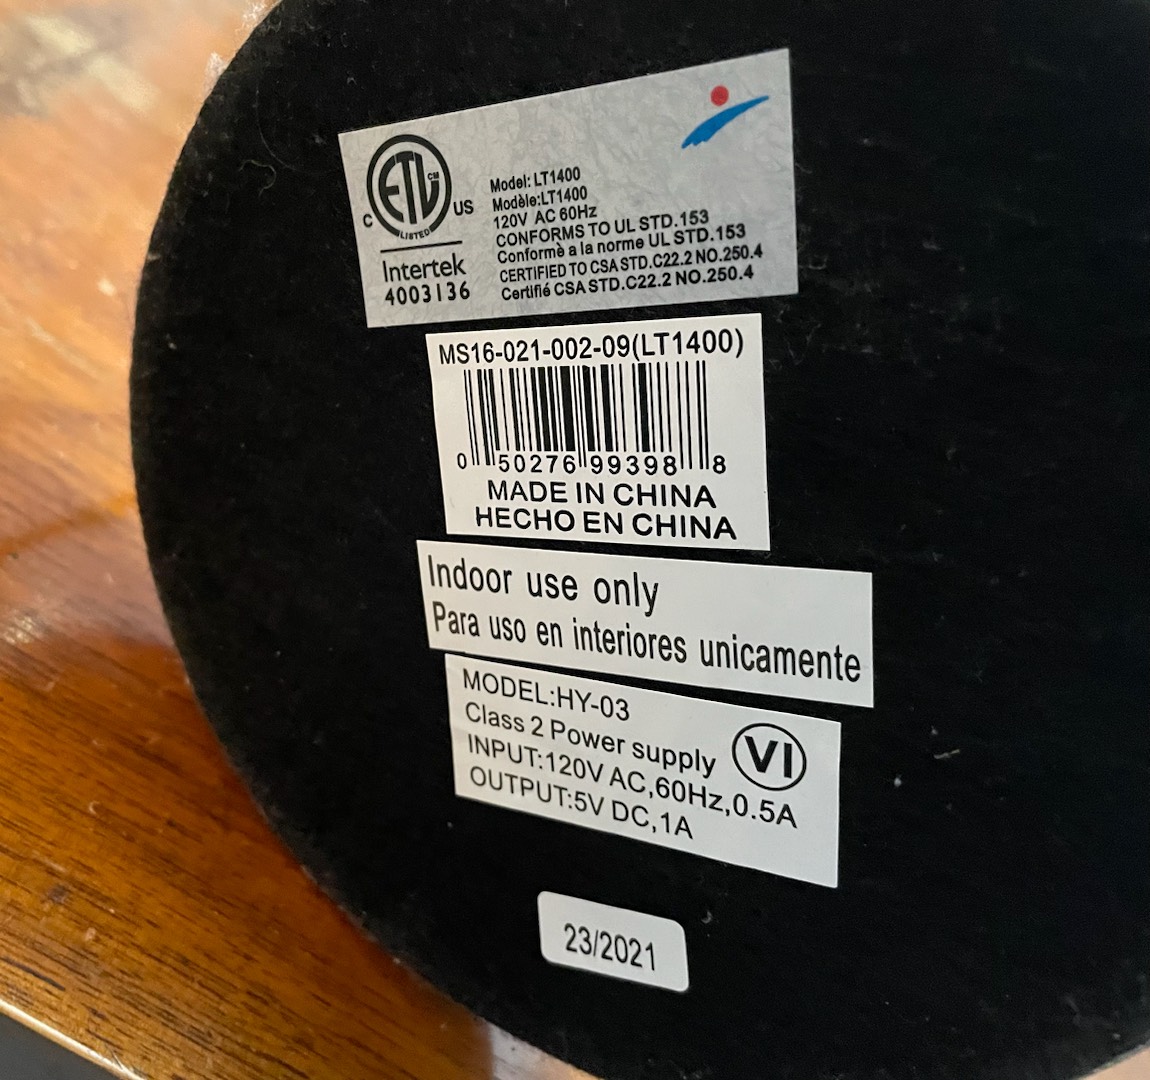 ETL CM
C US
LISTED
Intertek
4003136
Model: LT1400
Modèle:LT1400
120V AC 60Hz
CONFORMS TO UL STD.153
Conformè a la norme UL STD.153
CERTIFIED TO CSA STD.C22.2 NO.250.4
Certifié CSA STD.C22.2 NO.250.4
MS16-021-002-09(LT1400)
0 50276 99398 8
MADE IN CHINA
HECHO EN CHINA
Indoor use only
Para uso en interiores unicamente
MODEL:HY-03
Class 2 Power supply
VI
INPUT:120V AC,60Hz,0.5A
OUTPUT:5V DC,1A
23/2021